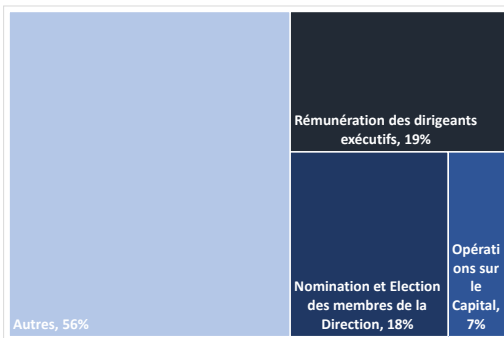 Rémunération des dirigeants
exécutifs, 19%
Autres, 56%
Nomination et Election
des membres de la
Direction, 18%
Opérati
ons sur
le
Capital,
7%